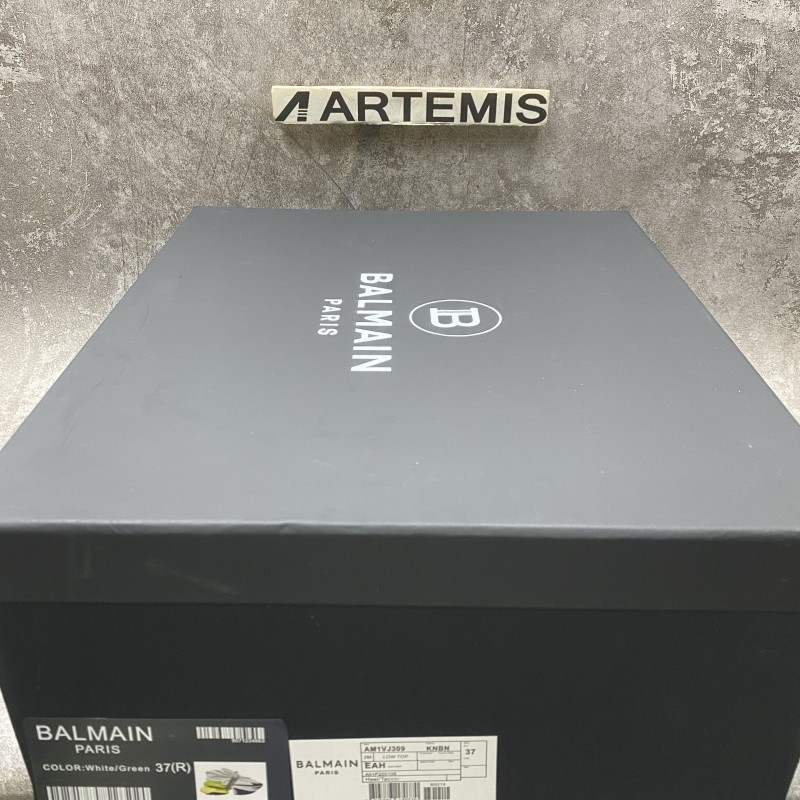 ARTEMIS
B
BALMAIN
PARIS
BALMAIN
PARIS
COLOR:White/Green 37(R)
BALMAIN
PARIS
AM1VJ309 KNBN 37
LOW TOP
EAH